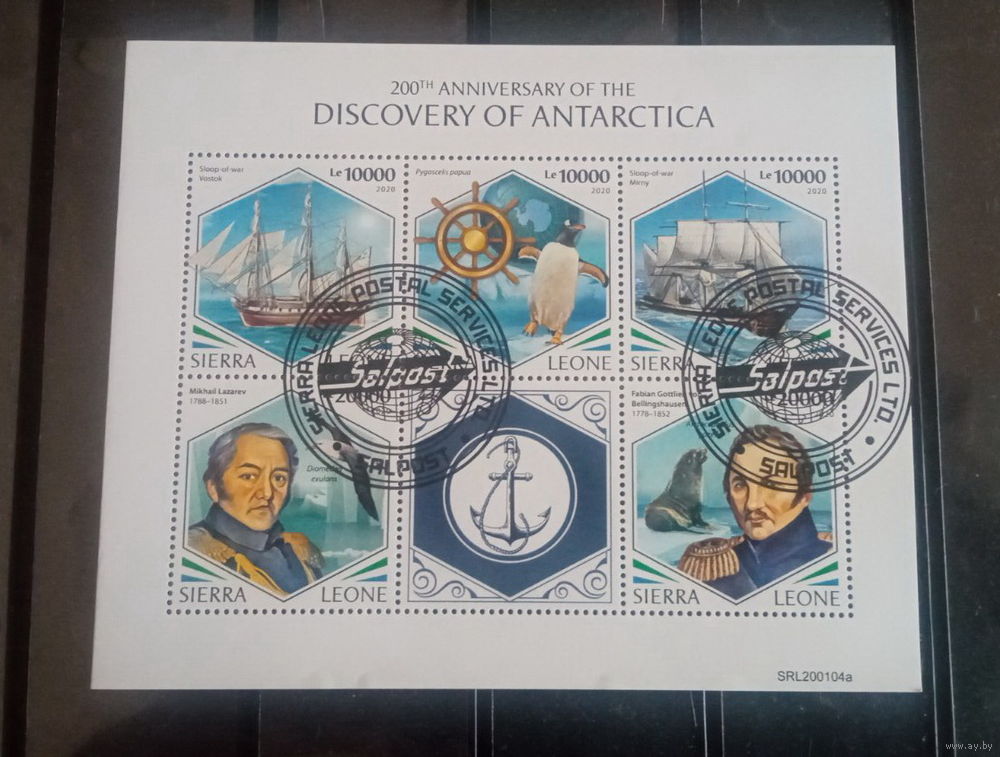 200TH ANNIVERSARY OF THE
DISCOVERY OF ANTARCTICA
Sloop-of-war
Vostok
Le 10000
2020
SIERRA
Pygoscelis papua
Le 10000
2020
LEONE
Sloop-of-war
Mirny
Le 10000
2020
SIERRA
SIERRA LEONE POSTAL SERVICES LTD.
Salpost
SALPOST
SIERRA LEONE POSTAL SERVICES LTD.
Salpost
SALPOST
Mikhail Lazarev
1788–1851
20000
Diomedea
exulans
SIERRA LEONE
Fabian Gottlieb
Bellingshausen
1778–1852
20000
SIERRA LEONE
SRL200104a
www.ay.by